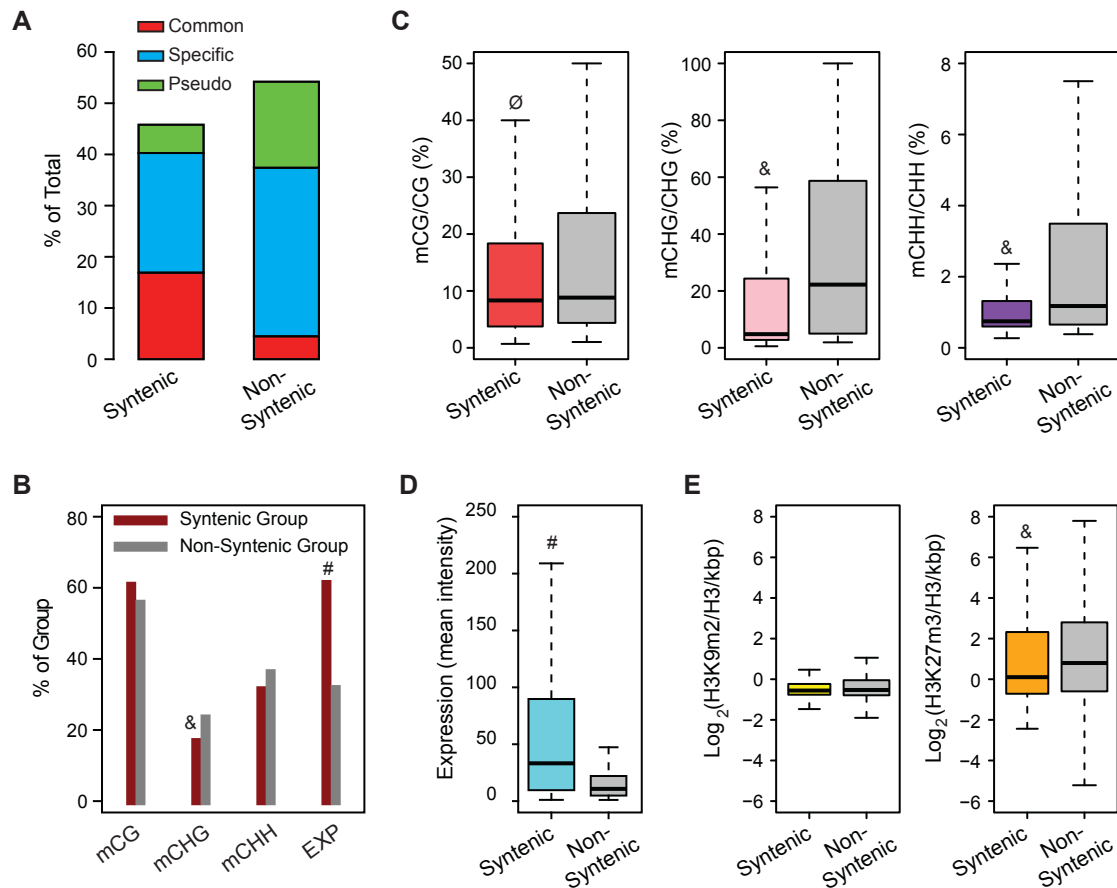 A
Common
Specific
Pseudo
% of Total
60
50
40
30
20
10
0
Syntenic
Non-
Syntenic
B
Syntenic Group
Non-Syntenic Group
% of Group
80
60
40
20
0
&
#
mCG
mCHG
mCHH
EXP
C
mCG/CG (%)
50
40
30
20
10
0
Ø
Syntenic
Non-
Syntenic
mCHG/CHG (%)
100
80
60
40
20
0
&
Syntenic
Non-
Syntenic
mCHH/CHH (%)
8
6
4
2
0
&
Syntenic
Non-
Syntenic
D
Expression (mean intensity)
250
200
150
100
50
0
#
Syntenic
Non-
Syntenic
E
Log₂(H3K9m2/H3/kbp)
8
6
4
2
0
−2
−4
−6
Syntenic
Non-
Syntenic
Log₂(H3K27m3/H3/kbp)
8
6
4
2
0
−2
−4
−6
&
Syntenic
Non-
Syntenic